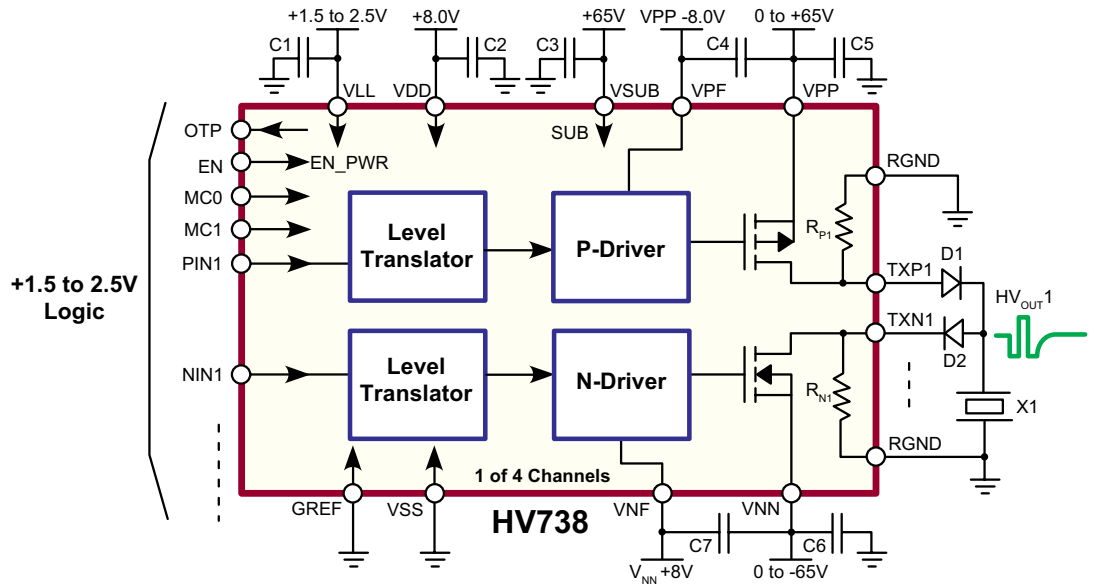 +1.5 to 2.5V
+8.0V
+65V
VPP -8.0V
0 to +65V
C1
C2
C3
C4
C5
VLL
VDD
VSUB
VPF
VPP
OTP
SUB
EN
EN_PWR
RGND
MC0
MC1
PIN1
Level
Translator
P-Driver
RP1
TXP1
D1
+1.5 to 2.5V
Logic
HVOUT1
TXN1
D2
NIN1
Level
Translator
N-Driver
RN1
X1
RGND
1 of 4 Channels
GREF
VSS
HV738
VNF
VNN
C7
C6
VNN +8V
0 to -65V